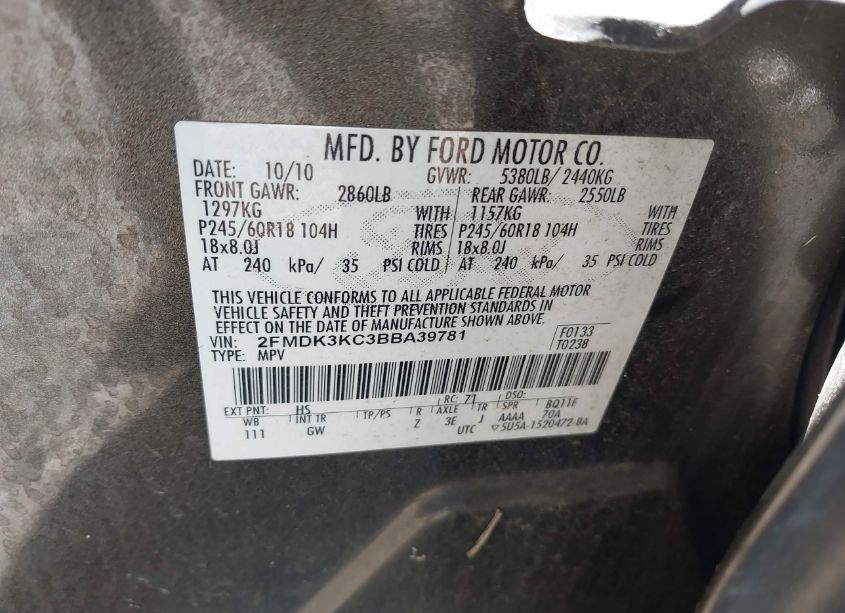 MFD. BY FORD MOTOR CO.
DATE: 10/10 GVWR: 5380LB/ 2440KG
FRONT GAWR: 2860LB REAR GAWR: 2550LB
1297KG WITH 1157KG WITH
P245/60R18 104H TIRES P245/60R18 104H TIRES
18x8.0J RIMS 18x8.0J RIMS
AT 240 kPa/ 35 PSI COLD AT 240 kPa/ 35 PSI COLD
THIS VEHICLE CONFORMS TO ALL APPLICABLE FEDERAL MOTOR
VEHICLE SAFETY AND THEFT PREVENTION STANDARDS IN
EFFECT ON THE DATE OF MANUFACTURE SHOWN ABOVE.
VIN: 2FMDK3KC3BBA39781 F0133
TYPE: MPV T0238
EXT PNT: HS RC: Z1 DSO:
WB INT TR TP/PS R AXLE TR SPR BQ11F
111 GW Z 3E J AAAA 70A
UTC ▽5U5A-1520472-BA